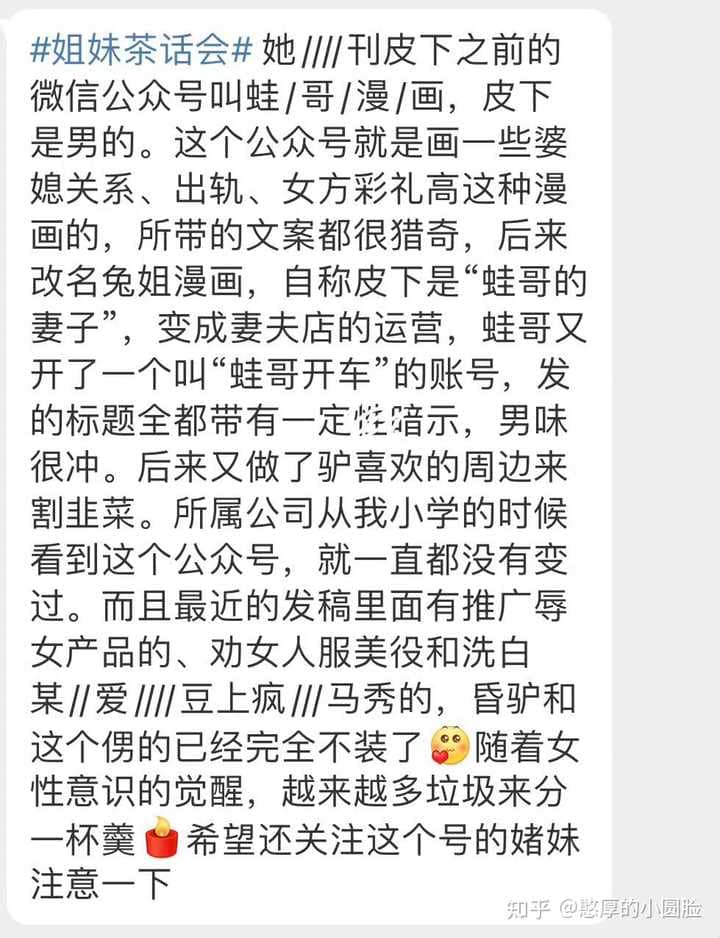 #姐妹茶话会# 她////刊皮下之前的
微信公众号叫蛙/哥/漫/画，皮下
是男的。这个公众号就是画一些婆
媳关系、出轨、女方彩礼高这种漫
画的，所带的文案都很猎奇，后来
改名兔姐漫画，自称皮下是“蛙哥的
妻子”，变成妻夫店的运营，蛙哥又
开了一个叫“蛙哥开车”的账号，发
的标题全都带有一定性暗示，男味
很冲。后来又做了驴喜欢的周边来
割韭菜。所属公司从我小学的时候
看到这个公众号，就一直都没有变
过。而且最近的发稿里面有推广辱
女产品的、劝女人服美役和洗白
某//爱////豆上疯///马秀的，昏驴和
这个侽的已经完全不装了随着女
性意识的觉醒，越来越多垃圾来分
一杯羹希望还关注这个号的媎妹
注意一下
知乎 @憨厚的小圆脸